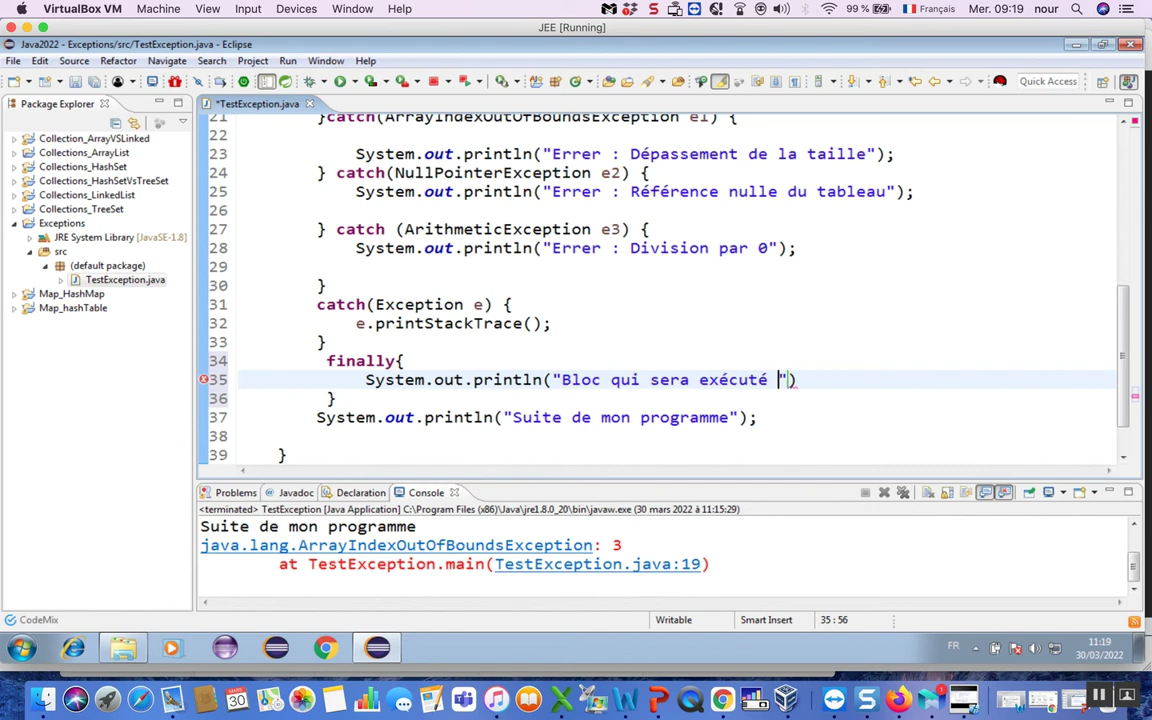 VirtualBox VM Machine View Input Devices Window Help 99 % Français Mer. 09:19 nour
JEE [Running]
Java2022 - Exceptions/src/TestException.java - Eclipse
File Edit Source Refactor Navigate Search Project Run Window Help
Quick Access
Package Explorer
*TestException.java
Collection_ArrayVSLinked
Collections_ArrayList
Collections_HashSet
Collections_HashSetVsTreeSet
Collections_LinkedList
Collections_TreeSet
Exceptions
JRE System Library [JavaSE-1.8]
src
(default package)
TestException.java
Map_HashMap
Map_hashTable
21 }catch(ArrayIndexOutOfBoundsException e1) {
22
23 System.out.println("Errer : Dépassement de la taille");
24 } catch(NullPointerException e2) {
25 System.out.println("Errer : Référence nulle du tableau");
26
27 } catch (ArithmeticException e3) {
28 System.out.println("Errer : Division par 0");
29
30 }
31 catch(Exception e) {
32 e.printStackTrace();
33 }
34 finally{
35 System.out.println("Bloc qui sera exécuté ")
36 }
37 System.out.println("Suite de mon programme");
38
39 }
Problems Javadoc Declaration Console
<terminated> TestException [Java Application] C:\Program Files (x86)\Java\jre1.8.0_20\bin\javaw.exe (30 mars 2022 à 11:15:29)
Suite de mon programme
java.lang.ArrayIndexOutOfBoundsException: 3
at TestException.main(TestException.java:19)
CodeMix
Writable Smart Insert 35 : 56
FR
11:19
30/03/2022